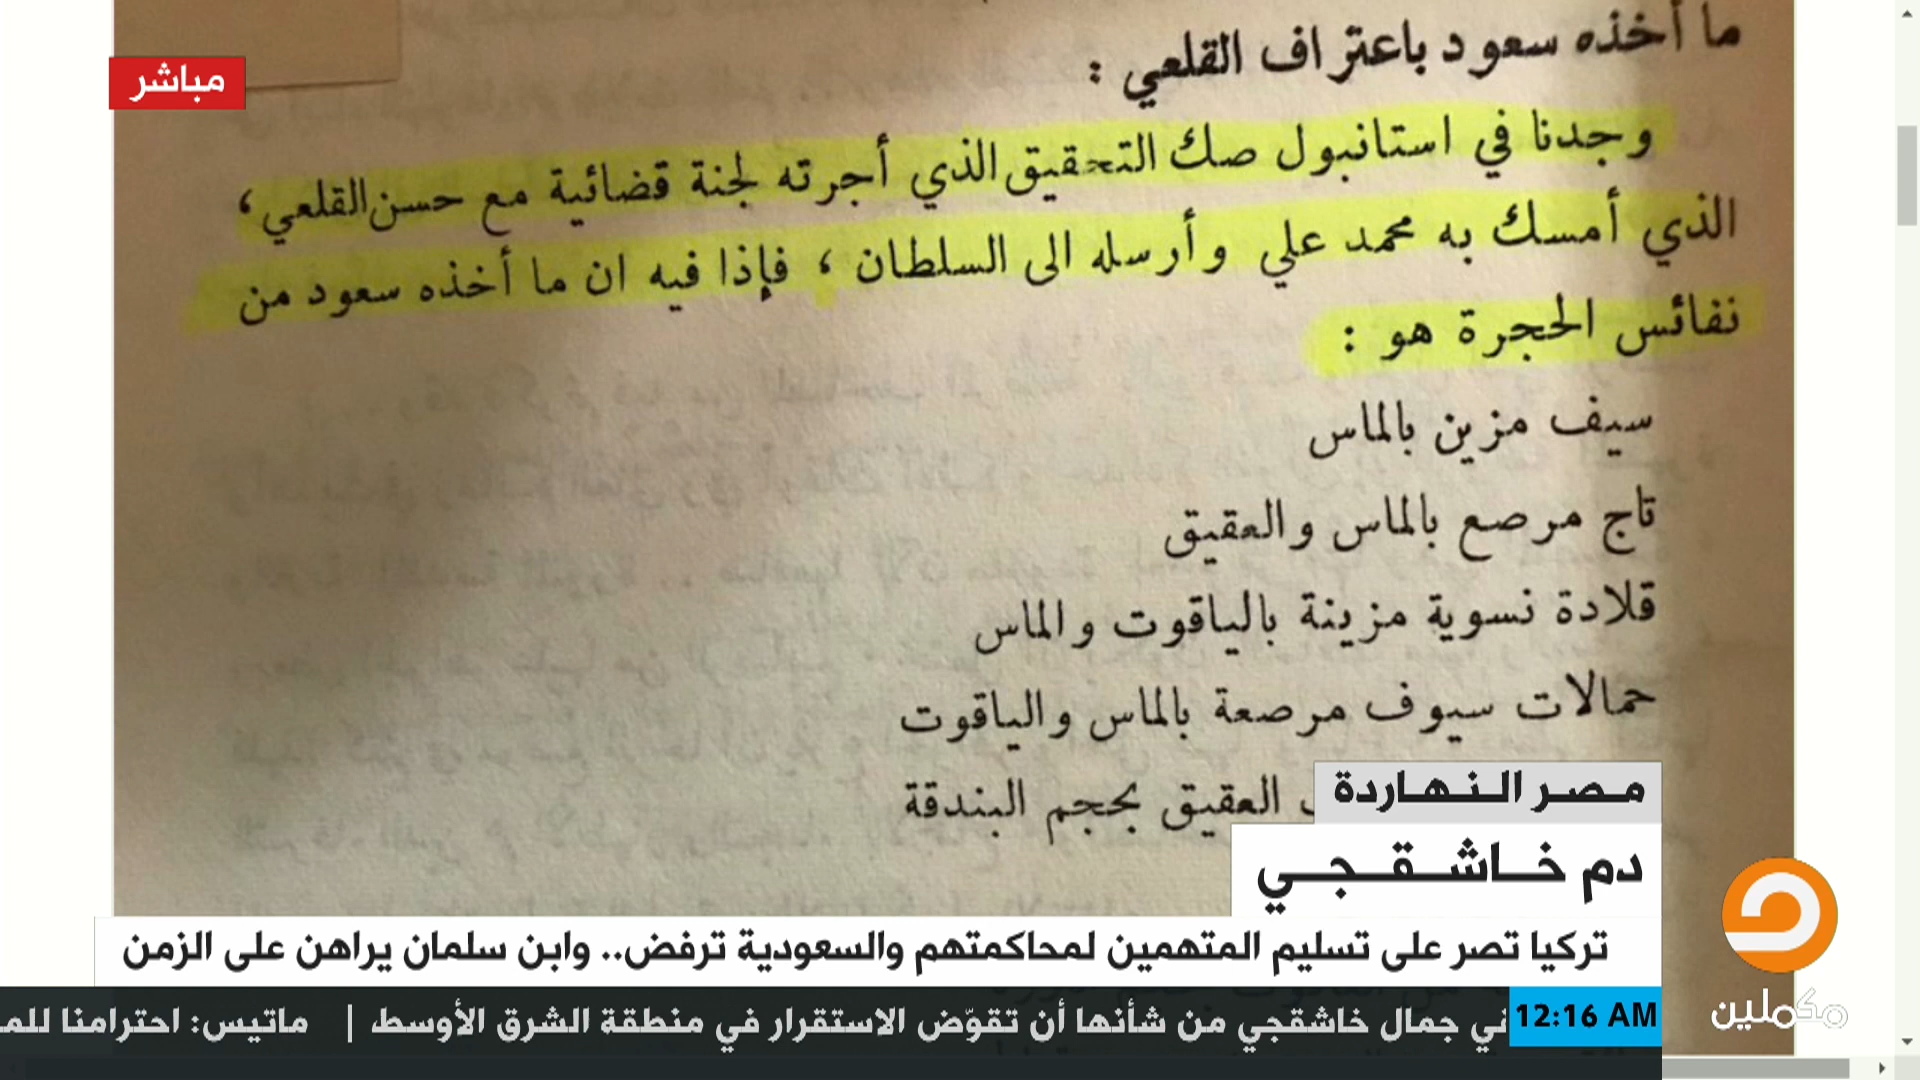 ما أخذه سعود باعتراف القلعي :
مباشر
وجدنا في استانبول صك التحقيق الذي أجرته لجنة قضائية مع حسن القلعي ،
الذي أمسك به محمد علي وأرسله الى السلطان ، فإذا فيه ان ما أخذه سعود من
نفائس الحجرة هو :
سيف مزين بالماس
تاج مرصع بالماس والعقيق
قلادة نسوية مزينة بالياقوت والماس
حمالات سيوف مرصعة بالماس والياقوت
العقيق بحجم البندقة
مصر النهاردة
دم خاشقجي
تركيا تصر على تسليم المتهمين لمحاكمتهم والسعودية ترفض.. وابن سلمان يراهن على الزمن
12:16 AM
جمال خاشقجي من شأنها أن تقوّض الاستقرار في منطقة الشرق الأوسط | ماتيس: احترامنا
مكملين